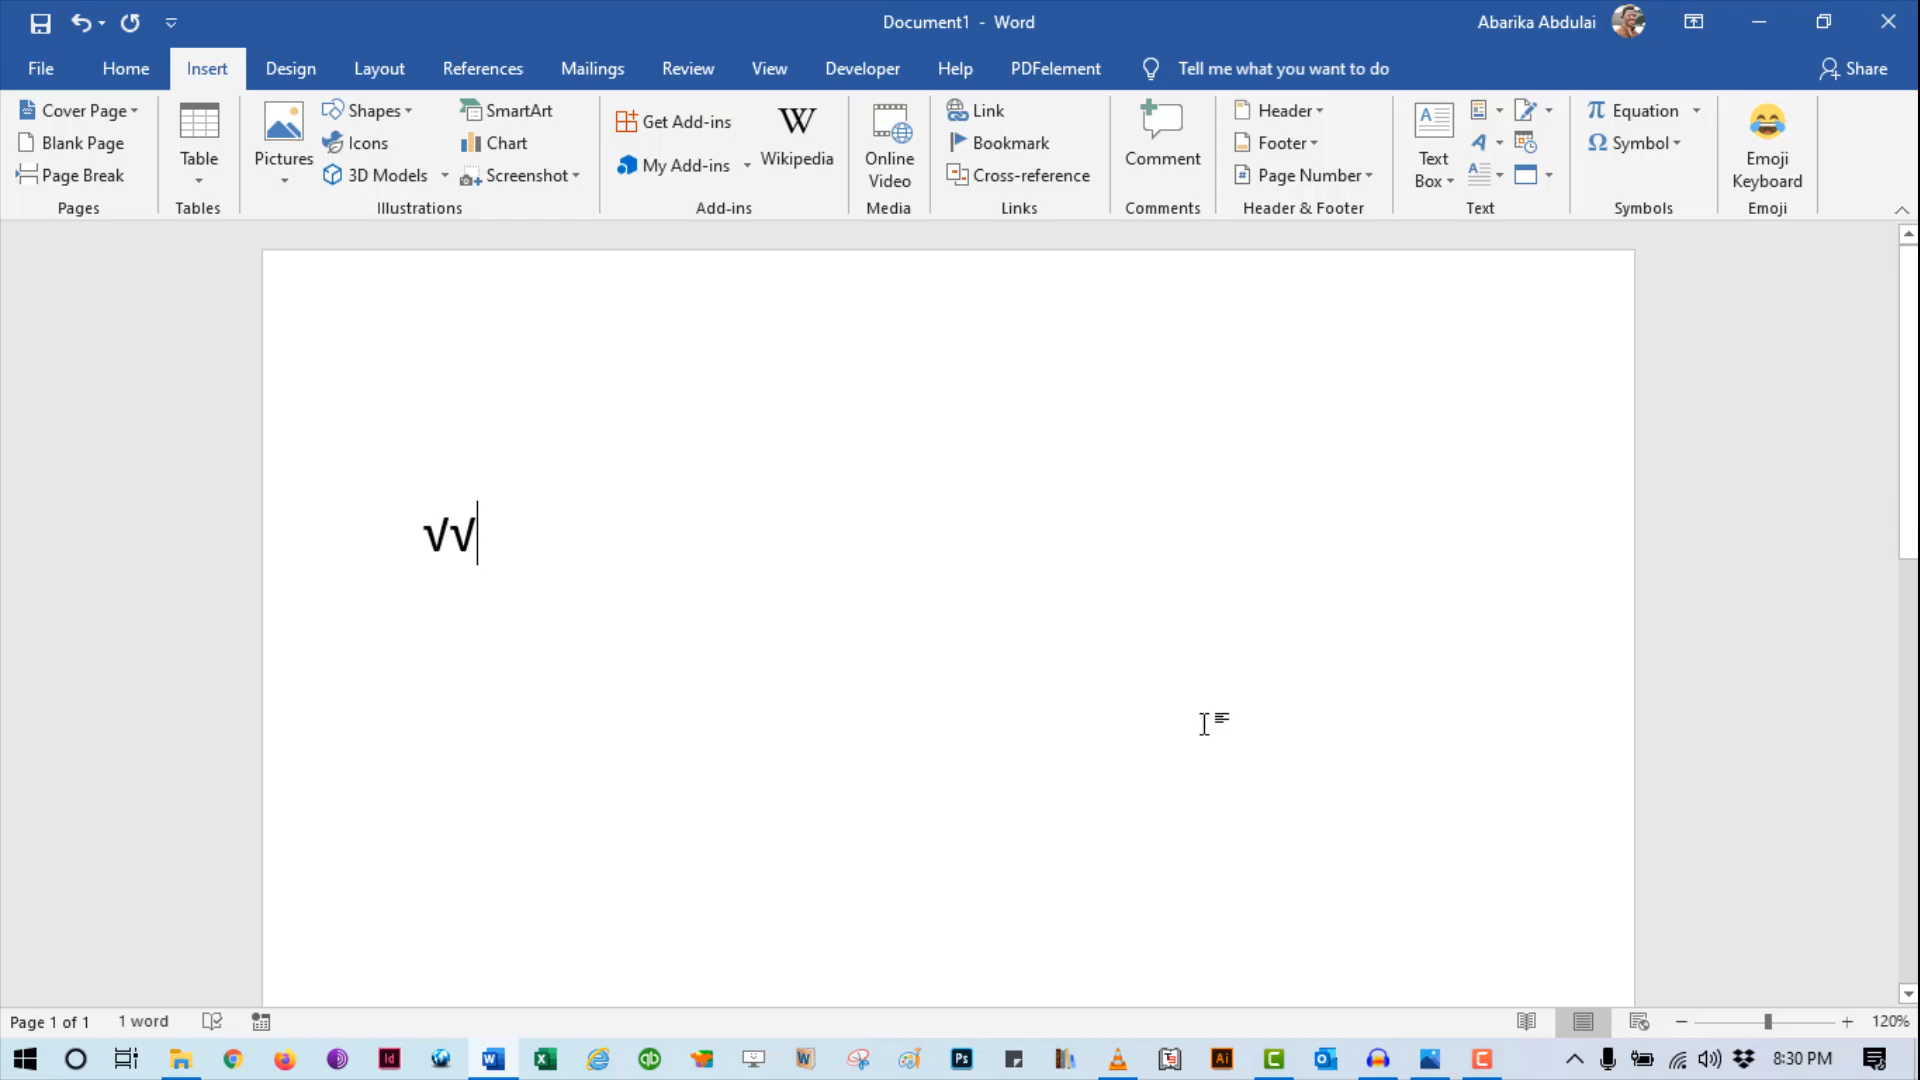 Document1 - Word
Abarika Abdulai
File Home Insert Design Layout References Mailings Review View Developer Help PDFelement Tell me what you want to do Share
Cover Page
Blank Page
Page Break
Pages
Table
Tables
Pictures
Shapes
Icons
3D Models
SmartArt
Chart
Screenshot
Illustrations
Get Add-ins
My Add-ins
W
Wikipedia
Add-ins
Online
Video
Media
Link
Bookmark
Cross-reference
Links
Comment
Comments
Header
Footer
Page Number
Header & Footer
Text
Box
Text
π Equation
Ω Symbol
Symbols
Emoji
Keyboard
Emoji
√√
Page 1 of 1 1 word 120%
8:30 PM